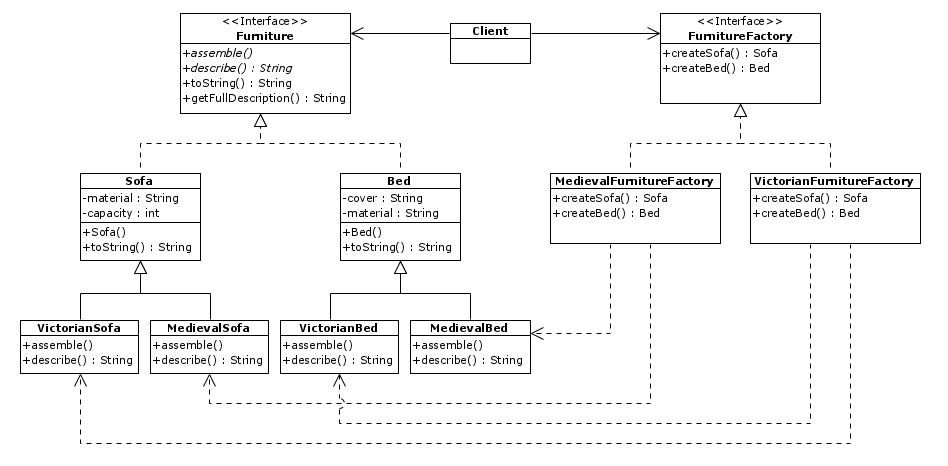 <<Interface>>
Furniture
+assemble()
+describe() : String
+toString() : String
+getFullDescription() : String
Client
<<Interface>>
FurnitureFactory
+createSofa() : Sofa
+createBed() : Bed
Sofa
-material : String
-capacity : int
+Sofa()
+toString() : String
Bed
-cover : String
-material : String
+Bed()
+toString() : String
MedievalFurnitureFactory
+createSofa() : Sofa
+createBed() : Bed
VictorianFurnitureFactory
+createSofa() : Sofa
+createBed() : Bed
VictorianSofa
+assemble()
+describe() : String
MedievalSofa
+assemble()
+describe() : String
VictorianBed
+assemble()
+describe() : String
MedievalBed
+assemble()
+describe() : String